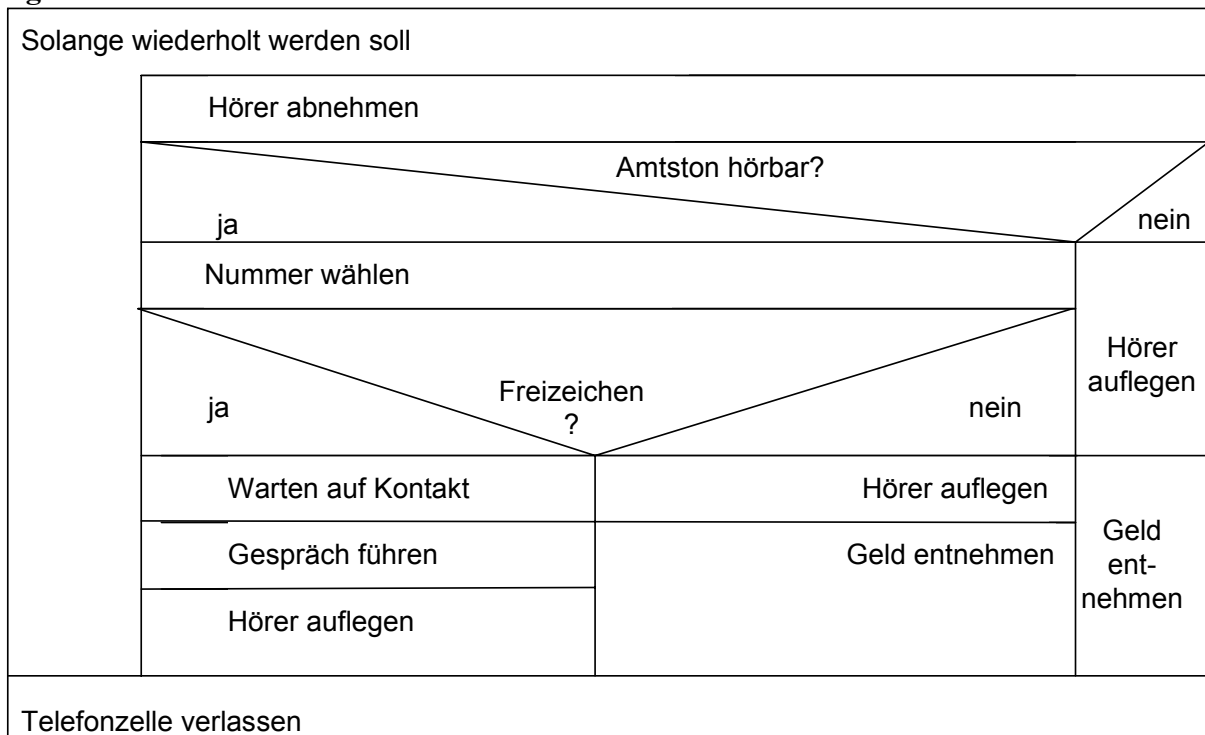 Solange wiederholt werden soll
Hörer abnehmen
Amtston hörbar?
ja
nein
Nummer wählen
Freizeichen
?
ja
nein
Hörer
auflegen
Warten auf Kontakt
Gespräch führen
Hörer auflegen
Hörer auflegen
Geld entnehmen
Geld
ent-
nehmen
Telefonzelle verlassen